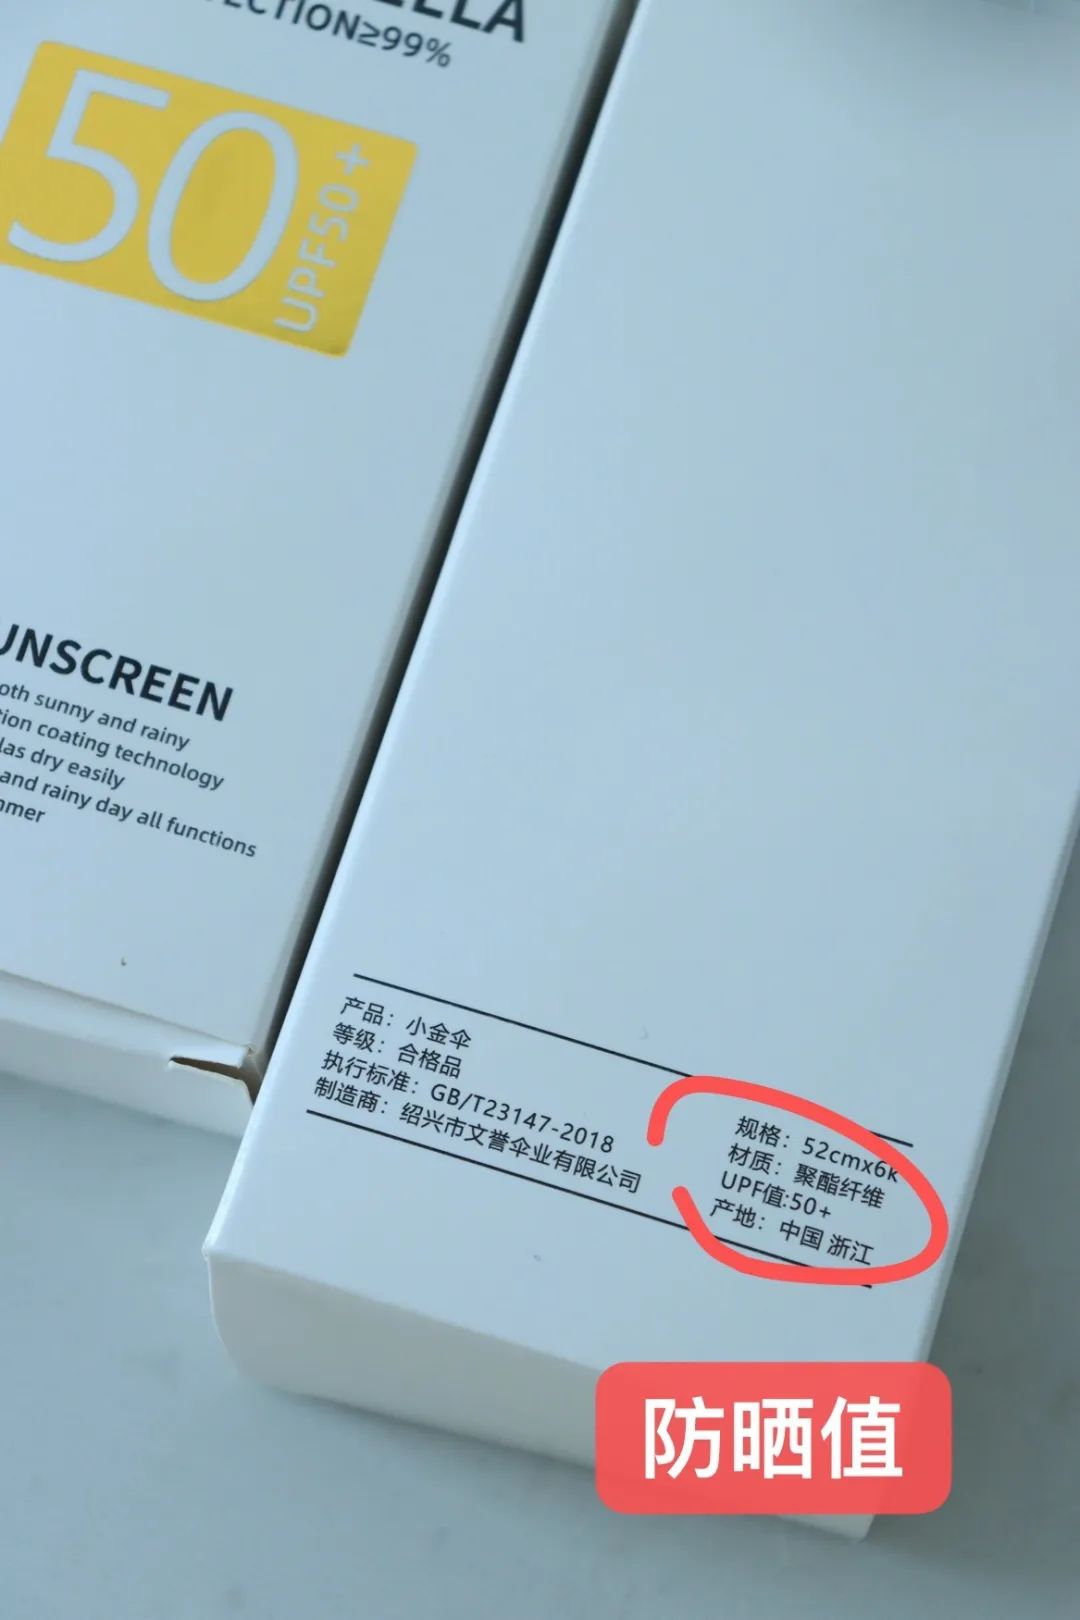 ECTION≥99%
50
UPF50+
UNSCREEN
oth sunny and rainy
tion coating technology
las dry easily
and rainy day all functions
mmer
产品：小金伞
等级：合格品
执行标准：GB/T23147-2018
制造商：绍兴市文誉伞业有限公司
规格：52cmx6k
材质：聚酯纤维
UPF值:50+
产地：中国 浙江
防晒值